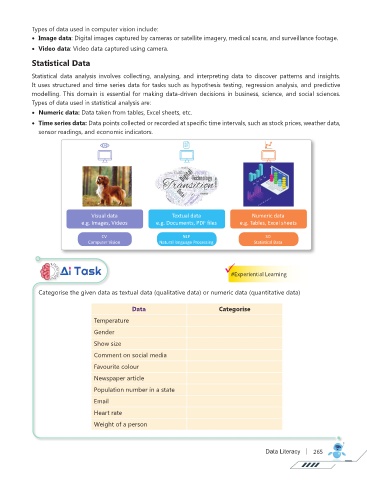 Types of data used in computer vision include:
• Image data: Digital images captured by cameras or satellite imagery, medical scans, and surveillance footage.
• Video data: Video data captured using camera.
Statistical Data
Statistical data analysis involves collecting, analysing, and interpreting data to discover patterns and insights.
It uses structured and time series data for tasks such as hypothesis testing, regression analysis, and predictive
modelling. This domain is essential for making data-driven decisions in business, science, and social sciences.
Types of data used in statistical analysis are:
• Numeric data: Data taken from tables, Excel sheets, etc.
• Time series data: Data points collected or recorded at specific time intervals, such as stock prices, weather data,
sensor readings, and economic indicators.
Transition
Visual data
e.g. Images, Videos
Textual data
e.g. Documents, PDF files
Numeric data
e.g. Tables, Excel sheets
CV
Computer Vision
NLP
Natural language Processing
SD
Statistical Data
Ai Task
#Experiential Learning
Categorise the given data as textual data (qualitative data) or numeric data (quantitative data)
Data Categorise
Temperature
Gender
Show size
Comment on social media
Favourite colour
Newspaper article
Population number in a state
Email
Heart rate
Weight of a person
Data Literacy | 265